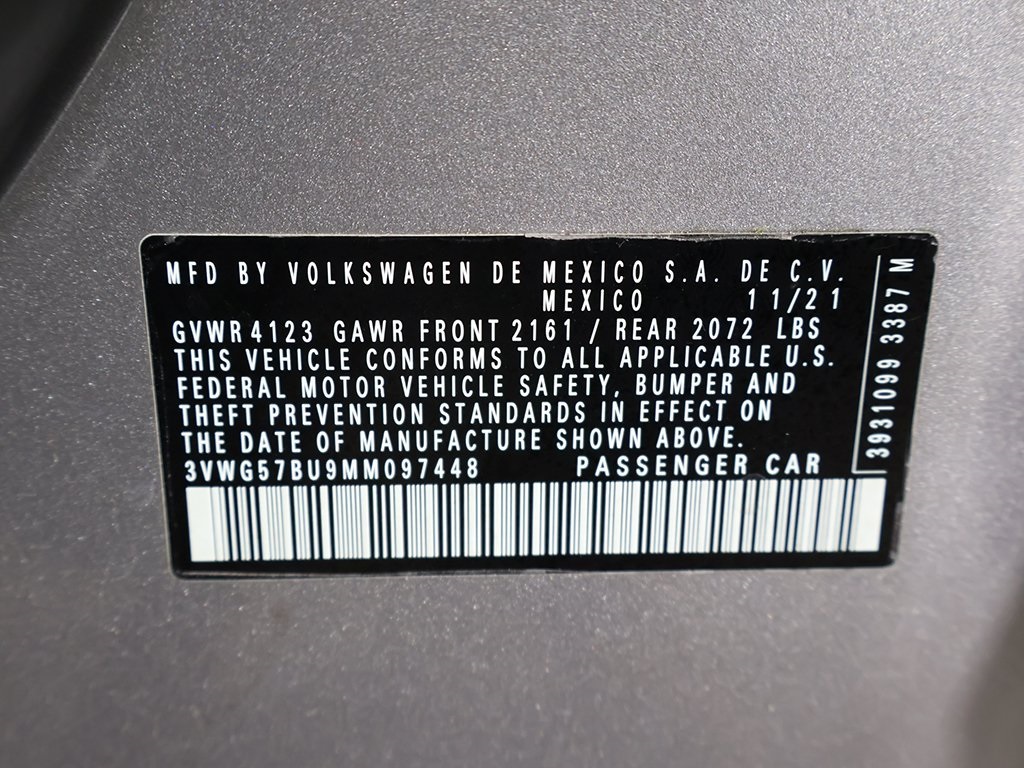 MFD BY VOLKSWAGEN DE MEXICO S.A. DE C.V.
MEXICO 11/21
GVWR 4123 GAWR FRONT 2161 / REAR 2072 LBS
THIS VEHICLE CONFORMS TO ALL APPLICABLE U.S.
FEDERAL MOTOR VEHICLE SAFETY, BUMPER AND
THEFT PREVENTION STANDARDS IN EFFECT ON
THE DATE OF MANUFACTURE SHOWN ABOVE.
3VWG57BU9MM097448 PASSENGER CAR
3931099 3387 M